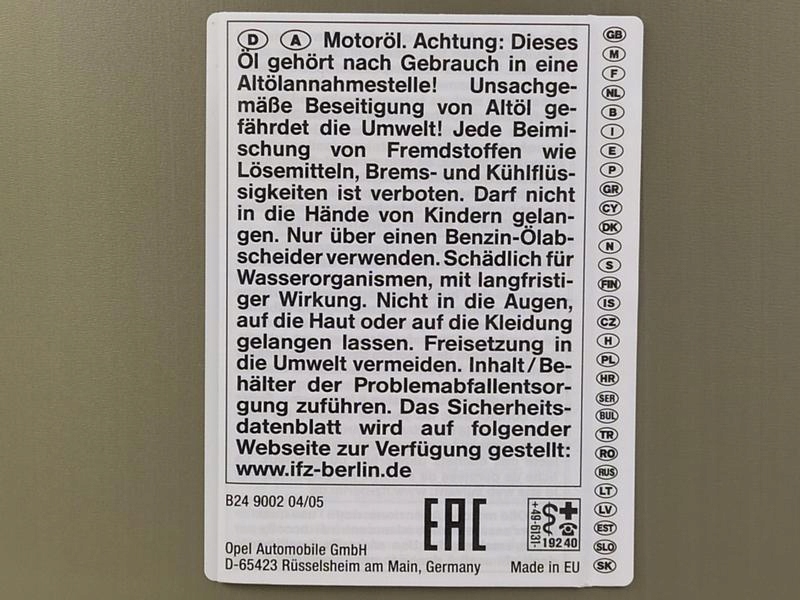 D A Motoröl. Achtung: Dieses
Öl gehört nach Gebrauch in eine
Altölannahmestelle! Unsachge-
mäße Beseitigung von Altöl ge-
fährdet die Umwelt! Jede Beimi-
schung von Fremdstoffen wie
Lösemitteln, Brems- und Kühlflüs-
sigkeiten ist verboten. Darf nicht
in die Hände von Kindern gelan-
gen. Nur über einen Benzin-Ölab-
scheider verwenden. Schädlich für
Wasserorganismen, mit langfristi-
ger Wirkung. Nicht in die Augen,
auf die Haut oder auf die Kleidung
gelangen lassen. Freisetzung in
die Umwelt vermeiden. Inhalt/Be-
hälter der Problemabfallentsor-
gung zuführen. Das Sicherheits-
datenblatt wird auf folgender
Webseite zur Verfügung gestellt:
www.ifz-berlin.de
B24 9002 04/05
EAC
+49-6131-
19240
Opel Automobile GmbH
D-65423 Rüsselsheim am Main, Germany
Made in EU
GB
M
F
NL
B
I
E
P
GR
CY
DK
N
S
FIN
IS
CZ
H
PL
HR
SER
BUL
TR
RO
RUS
LT
LV
EST
SLO
SK